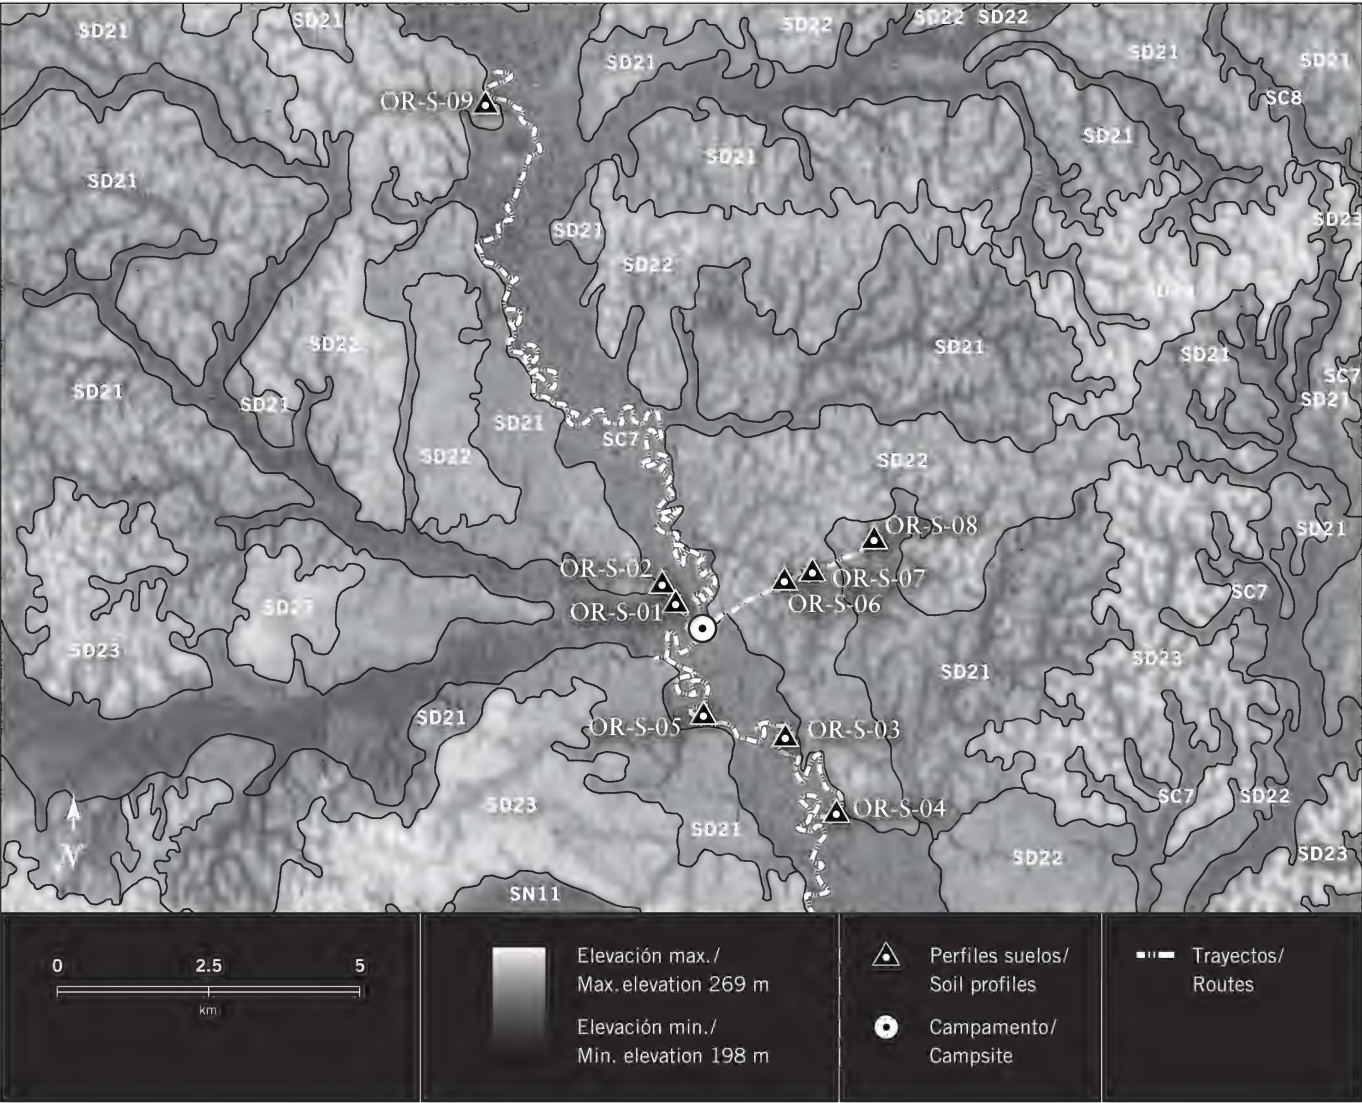 SD21
SD21
SD22
SD22
SD22
SD21
SD21
SD21
SC8
OR-S-09
SD21
SD21
SD21
SD23
SD21
SD22
SD22
SD21
SD21
SC7
SD21
SD21
SD21
SD21
SC7
SD22
SD22
SD21
OR-S-08
OR-S-02
OR-S-07
OR-S-06
OR-S-01
SC7
SD23
SD23
SD21
SD21
OR-S-05
OR-S-03
SD23
OR-S-04
SC7
SD22
SD21
SD22
SD23
SN11
N
0
2.5
5
km
Elevación max./
Max. elevation 269 m
Elevación min./
Min. elevation 198 m
Perfiles suelos/
Soil profiles
Campamento/
Campsite
Trayectos/
Routes